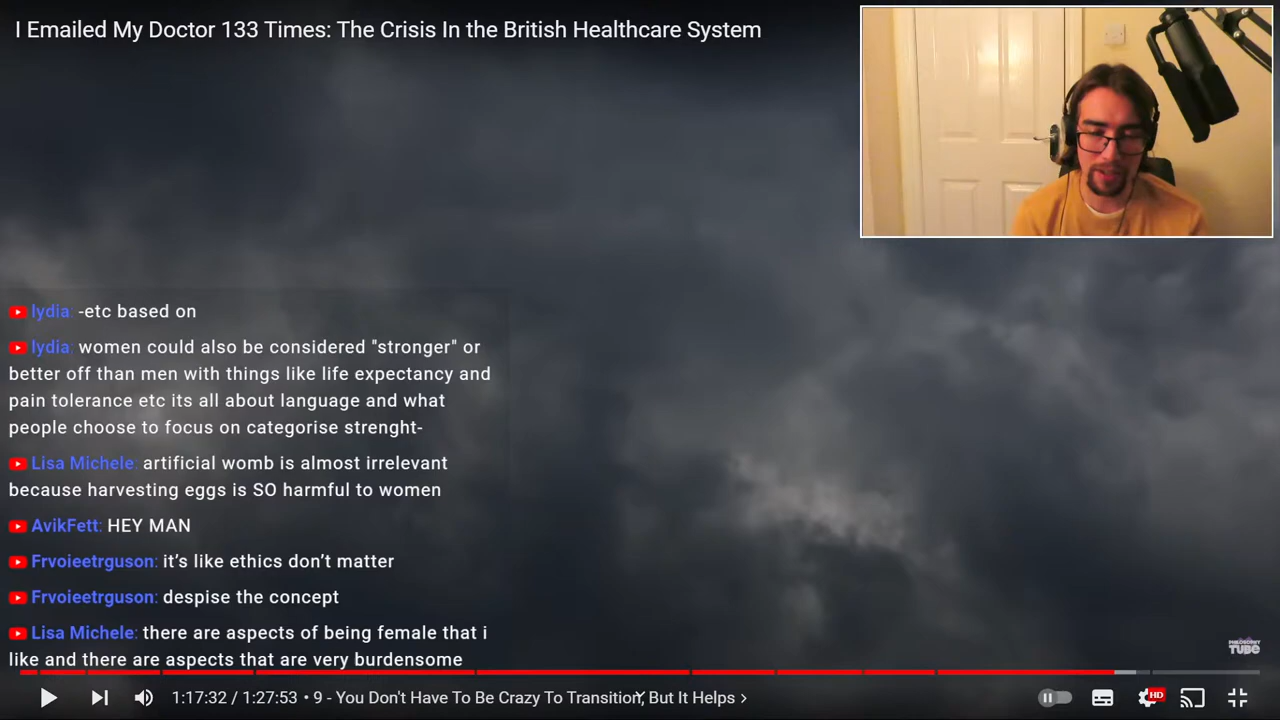 I Emailed My Doctor 133 Times: The Crisis In the British Healthcare System
lydia: -etc based on
lydia: women could also be considered "stronger" or
better off than men with things like life expectancy and
pain tolerance etc its all about language and what
people choose to focus on categorise strenght-
Lisa Michele: artificial womb is almost irrelevant
because harvesting eggs is SO harmful to women
AvikFett: HEY MAN
Frvoieetrguson: it’s like ethics don’t matter
Frvoieetrguson: despise the concept
Lisa Michele: there are aspects of being female that i
like and there are aspects that are very burdensome
PHILOSOPHY
TUBE
1:17:32 / 1:27:53 • 9 - You Don't Have To Be Crazy To Transition, But It Helps >
HD